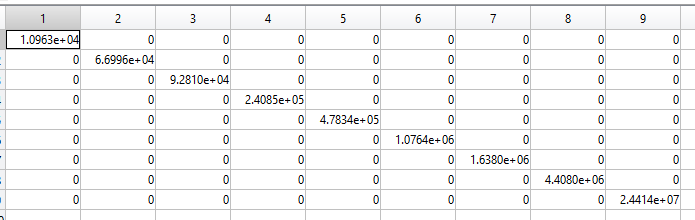 1 2 3 4 5 6 7 8 9
1.0963e+04 0 0 0 0 0 0 0 0
0 6.6996e+04 0 0 0 0 0 0 0
0 0 9.2810e+04 0 0 0 0 0 0
0 0 0 2.4085e+05 0 0 0 0 0
0 0 0 0 4.7834e+05 0 0 0 0
0 0 0 0 0 1.0764e+06 0 0 0
0 0 0 0 0 0 1.6380e+06 0 0
0 0 0 0 0 0 0 4.4080e+06 0
0 0 0 0 0 0 0 0 2.4414e+07